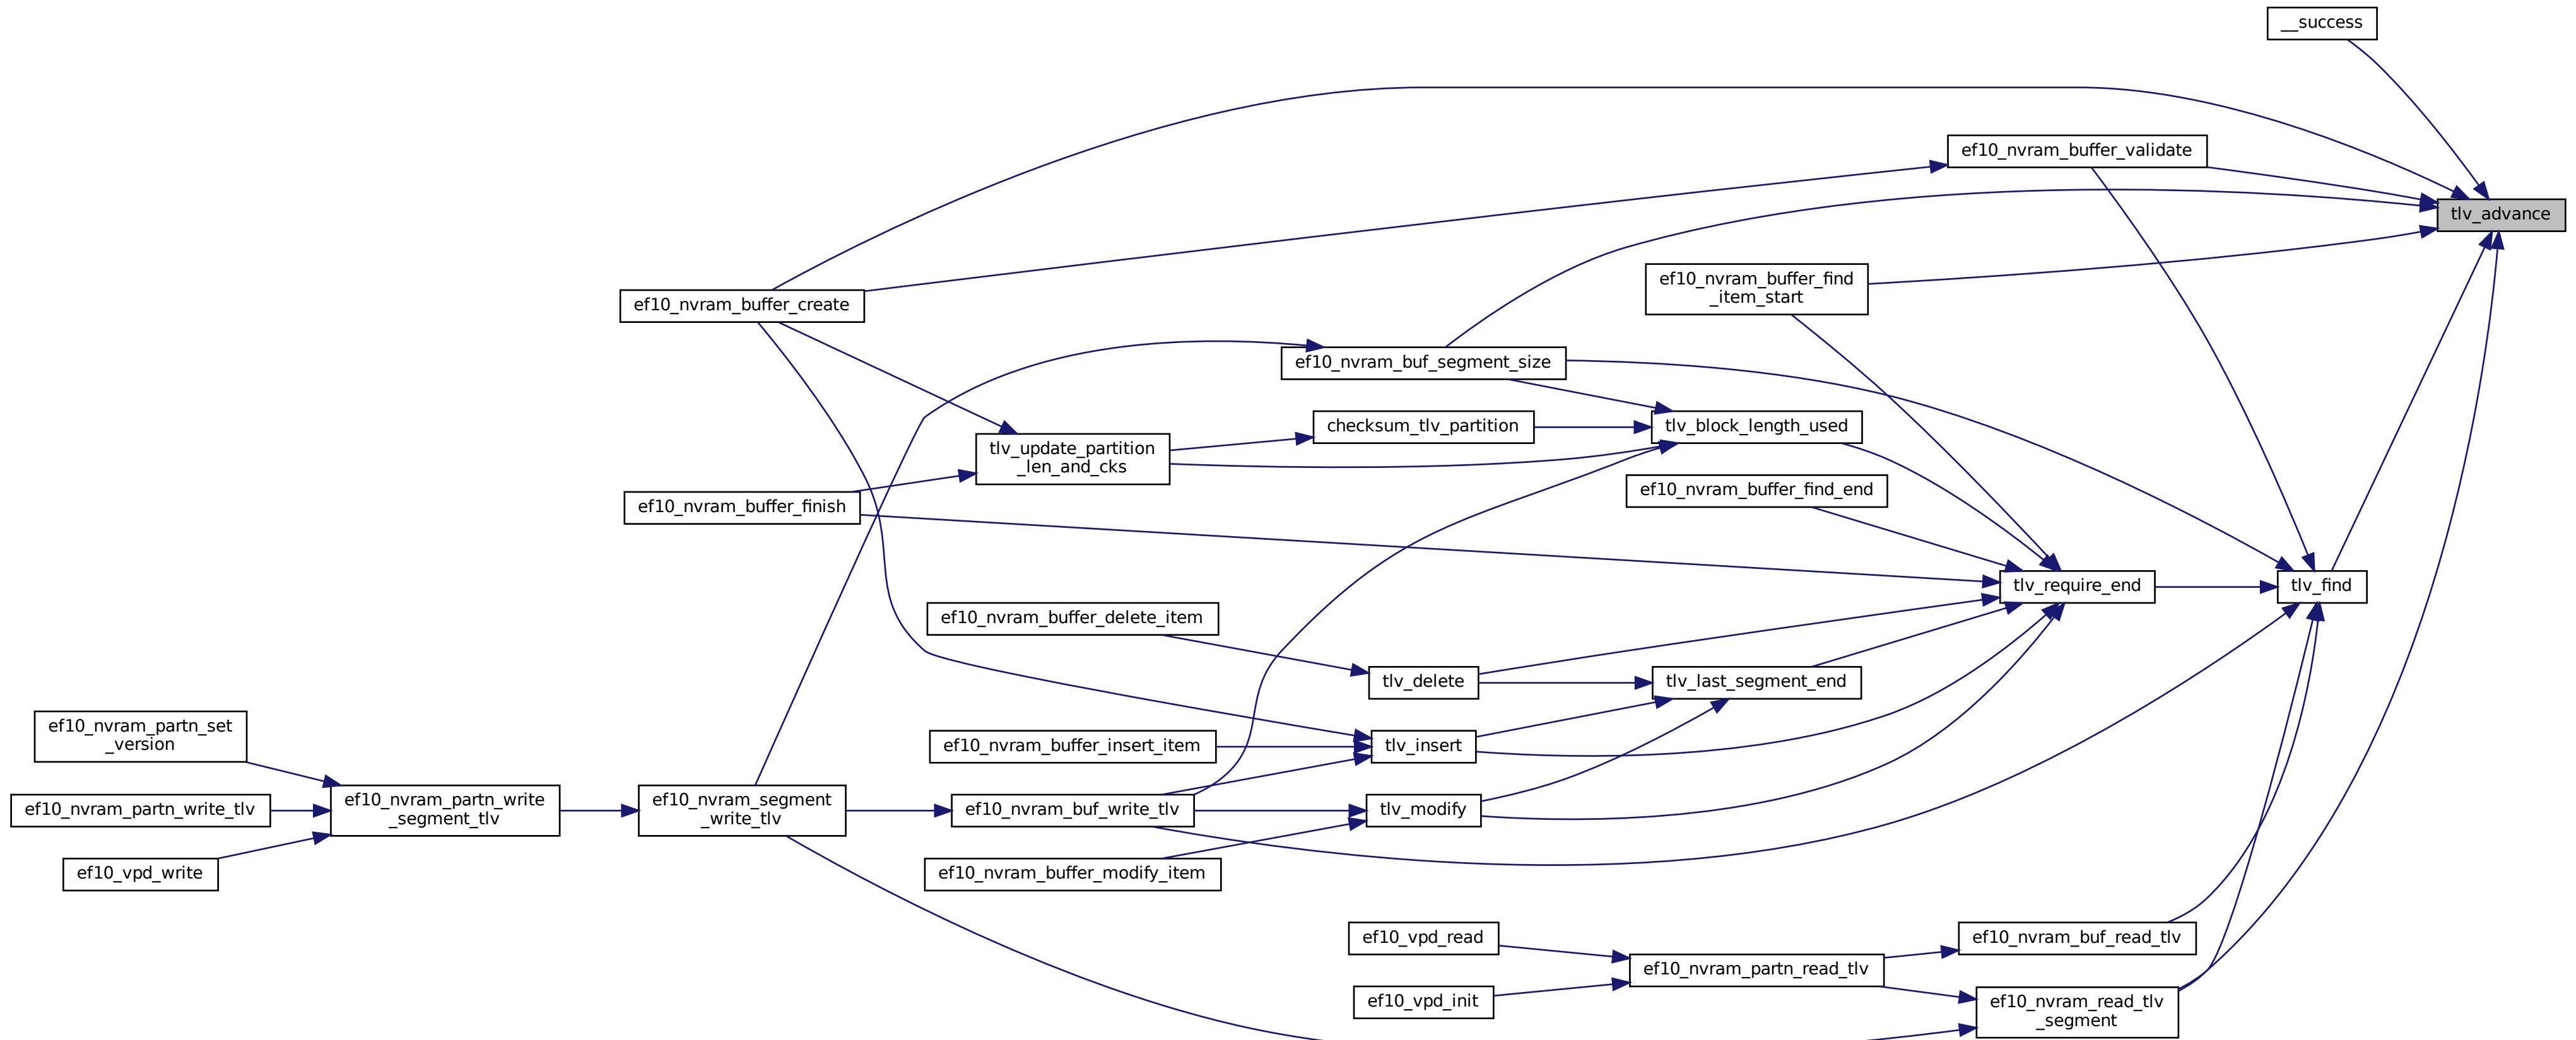 __success
ef10_nvram_buffer_validate
tlv_advance
ef10_nvram_buffer_find
_item_start
ef10_nvram_buffer_create
ef10_nvram_buf_segment_size
tlv_block_length_used
checksum_tlv_partition
tlv_update_partition
_len_and_cks
ef10_nvram_buffer_find_end
ef10_nvram_buffer_finish
tlv_require_end
tlv_find
ef10_nvram_buffer_delete_item
tlv_delete
tlv_last_segment_end
ef10_nvram_partn_set
_version
ef10_nvram_buffer_insert_item
tlv_insert
ef10_nvram_partn_write_tlv
ef10_nvram_partn_write
_segment_tlv
ef10_nvram_segment
_write_tlv
ef10_nvram_buf_write_tlv
tlv_modify
ef10_vpd_write
ef10_nvram_buffer_modify_item
ef10_vpd_read
ef10_nvram_buf_read_tlv
ef10_nvram_partn_read_tlv
ef10_vpd_init
ef10_nvram_read_tlv
_segment